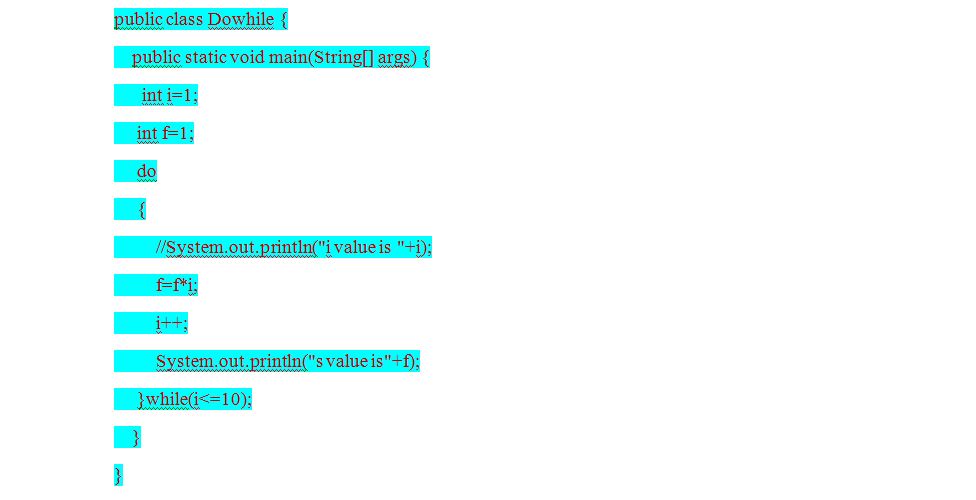 public class Dowhile {
public static void main(String[] args) {
int i=1;
int f=1;
do
{
//System.out.println("i value is "+i);
f=f*i;
i++;
System.out.println("s value is"+f);
}while(i<=10);
}
}